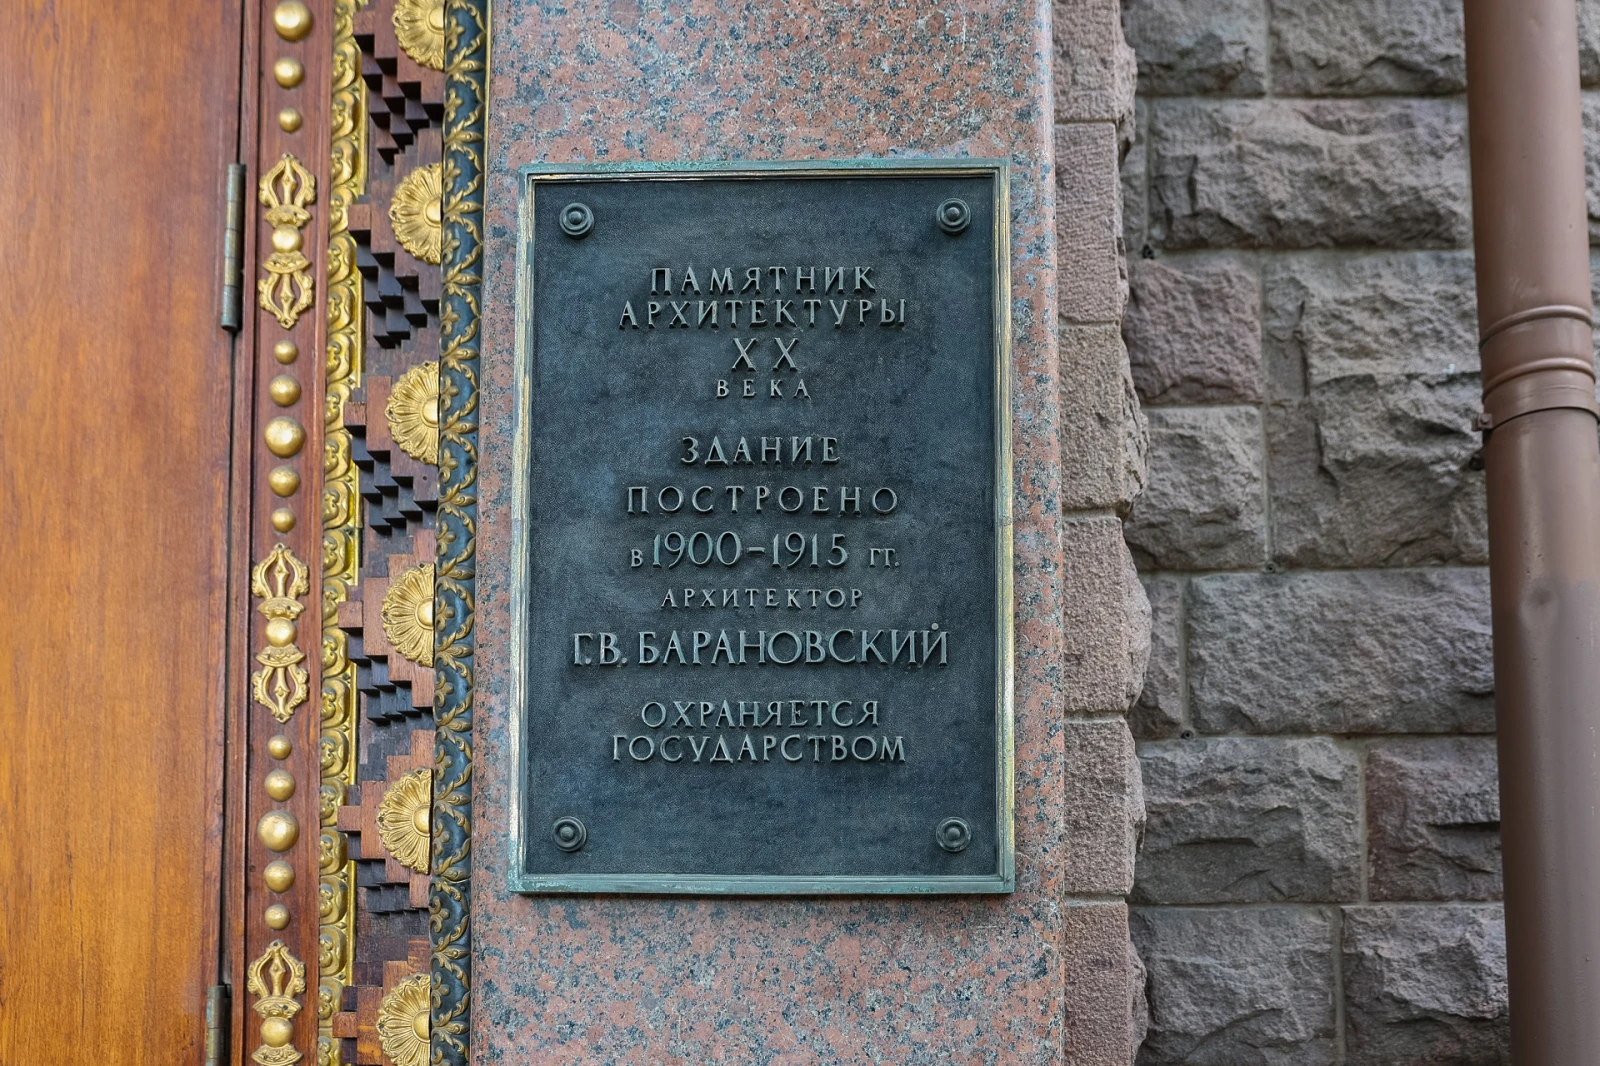 ПАМЯТНИК
АРХИТЕКТУРЫ
XX
ВЕКА
ЗДАНИЕ
ПОСТРОЕНО
в 1900-1915 гг.
АРХИТЕКТОР
Г.В. БАРАНОВСКИЙ
ОХРАНЯЕТСЯ
ГОСУДАРСТВОМ